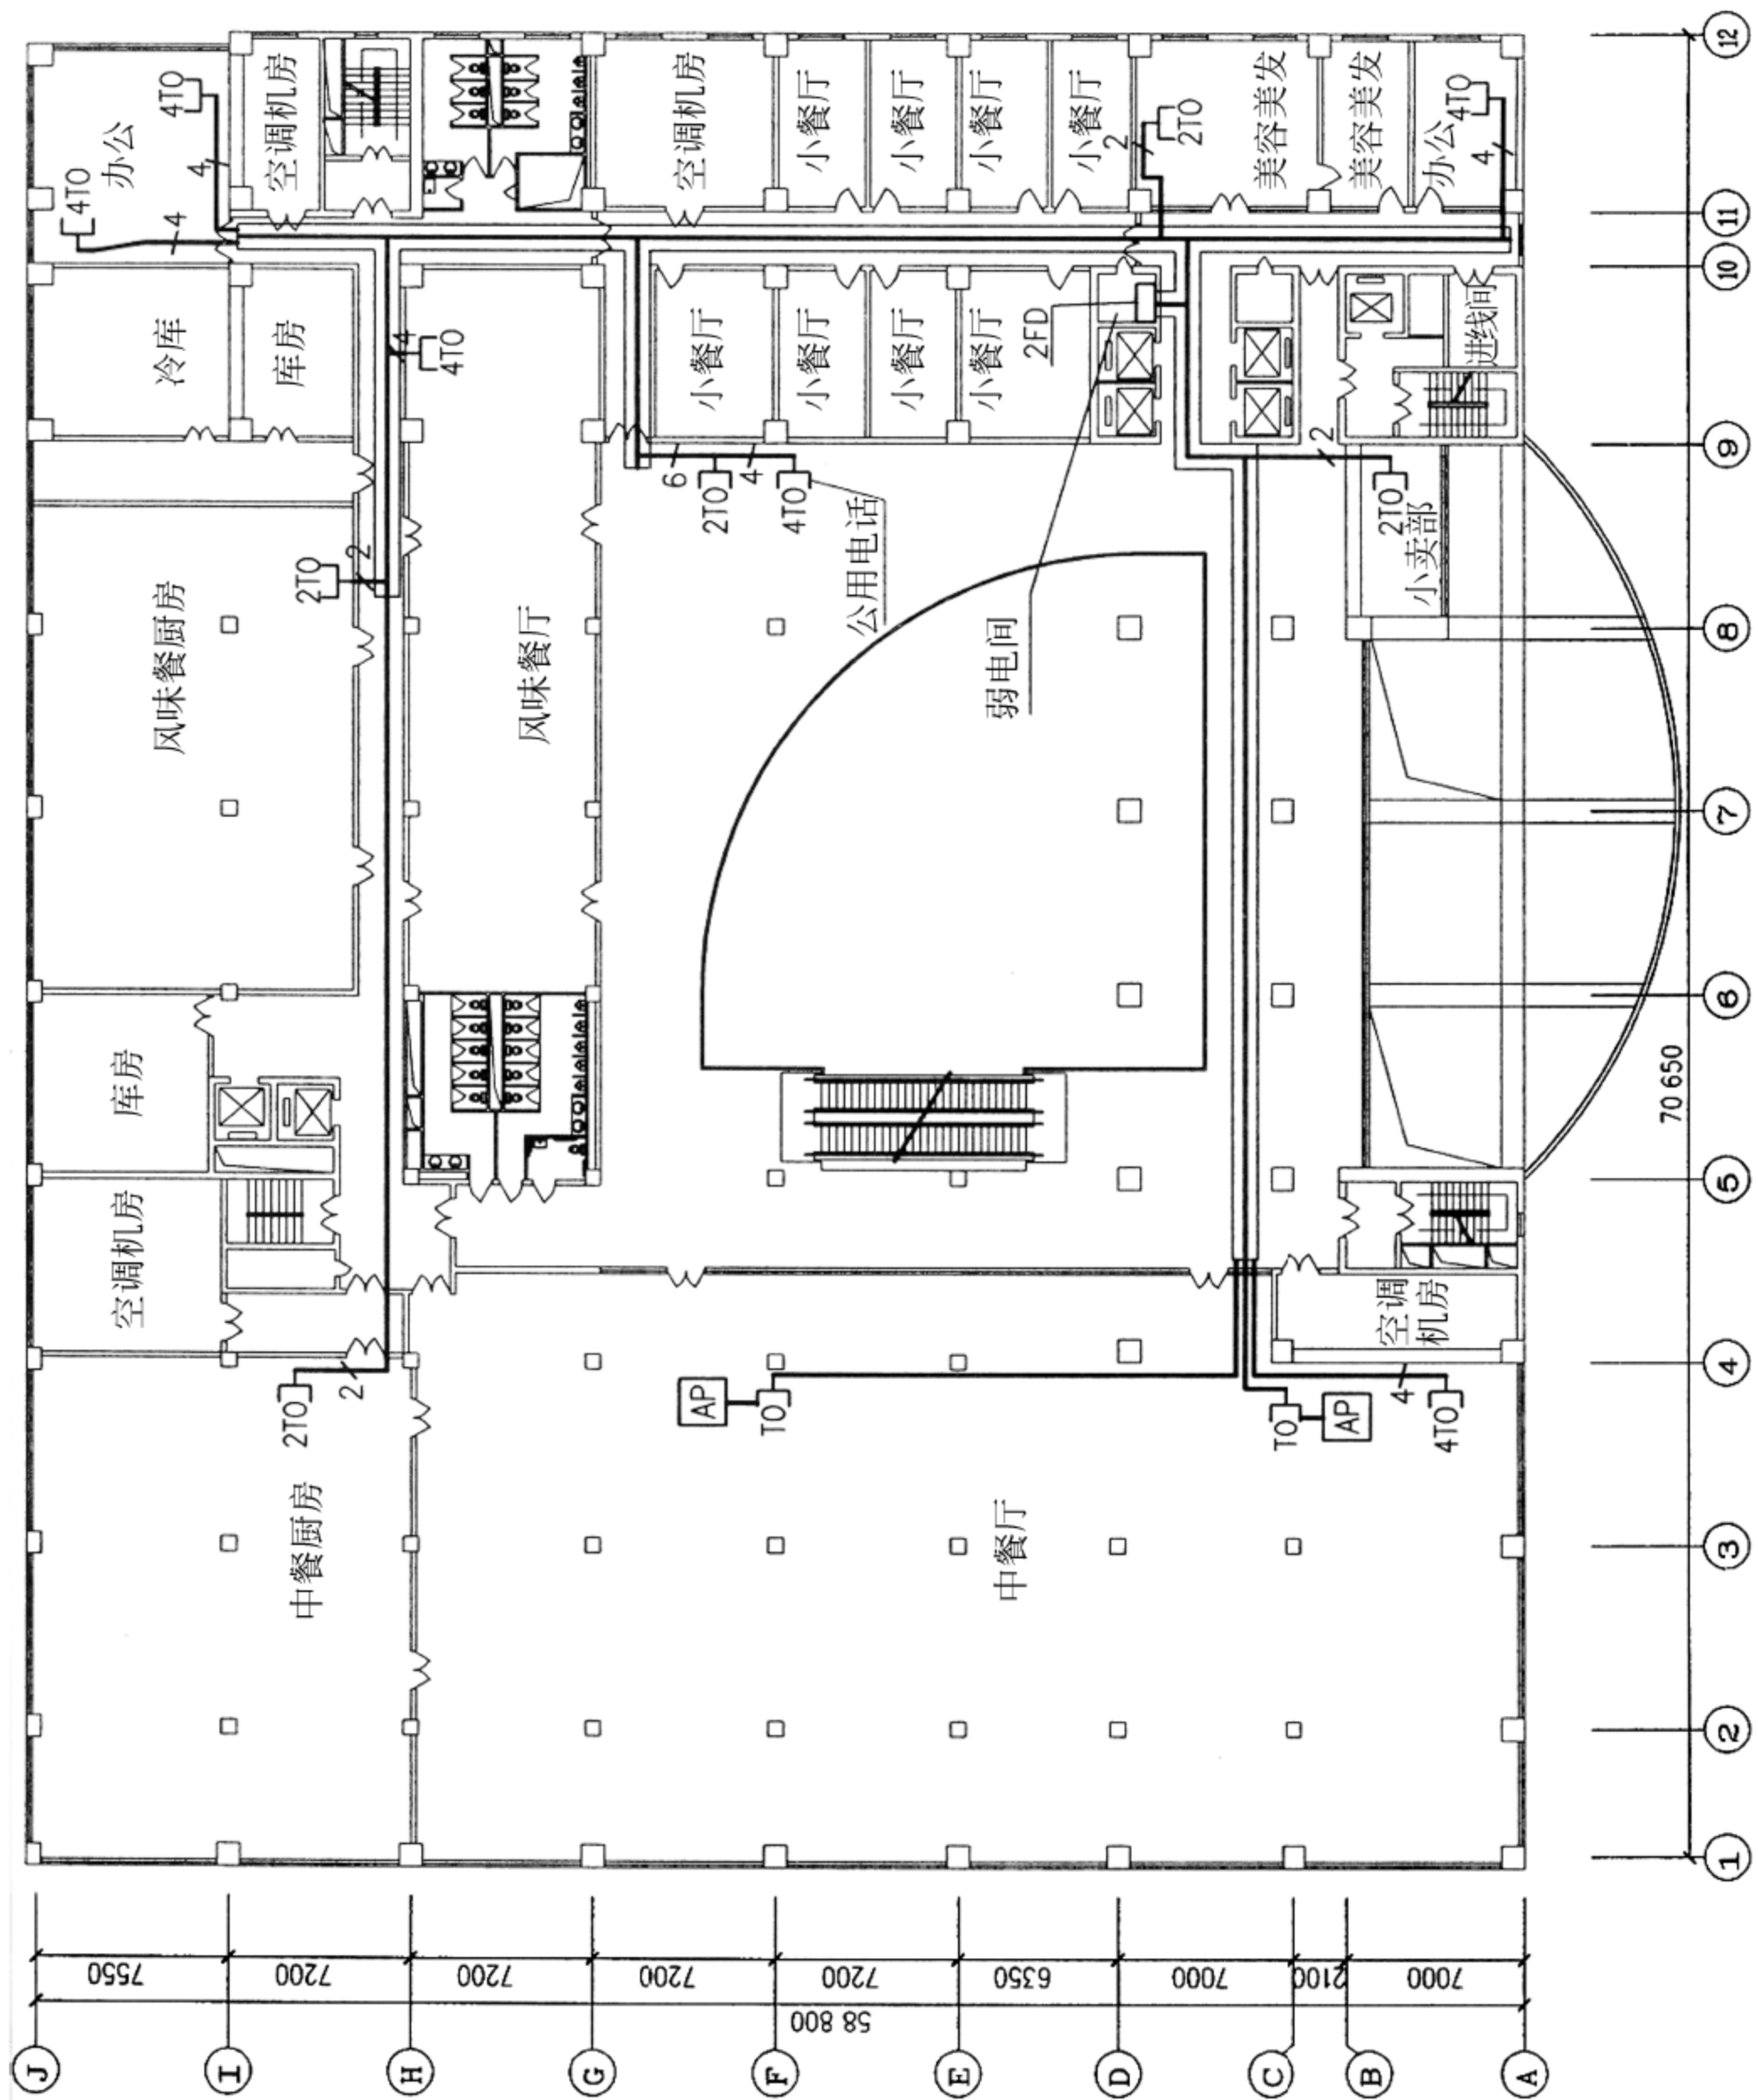 办公
4TO
4TO
4
4
空调机房
空调机房
小餐厅
小餐厅
小餐厅
小餐厅
2
2TO
美容美发
美容美发
办公
4TO
4
冷库
库房
4
4TO
小餐厅
小餐厅
小餐厅
小餐厅
2FD
进线间
6
2TO
4
4TO
公用电话
弱电间
2
2TO
小卖部
风味餐厨房
2TO
2
风味餐厅
库房
空调机房
空调
机房
2TO
2
AP
TO
TO
AP
4
4TO
中餐厨房
中餐厅
12
11
10
9
8
7
6
5
4
3
2
1
70 650
7550
7200
7200
7200
7200
6350
7000
2100
7000
58 800
J
I
H
G
F
E
D
C
B
A